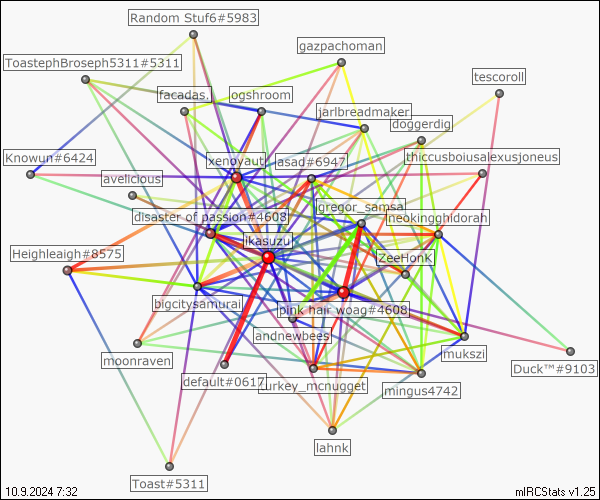 Random Stuf6#5983
gazpachoman
ToastephBroseph5311#5311
tescoroll
facadas.
ogshroom
jarlbreadmaker
doggerdig
Knowun#6424
xenoyaut
asad#6947
thiccusboiusalexusjoneus
avelicious
disaster of passion#4608
gregor_samsa
neokingghidorah
ikasuzu
Heighleaigh#8575
ZeeHonK
bigcitysamurai
pink hair woag#4608
andnewbees
mukszi
moonraven
default#0617
turkey_mcnugget
mingus4742
Duck™#9103
lahnk
Toast#5311
10.9.2024 7:32
mIRCStats v1.25